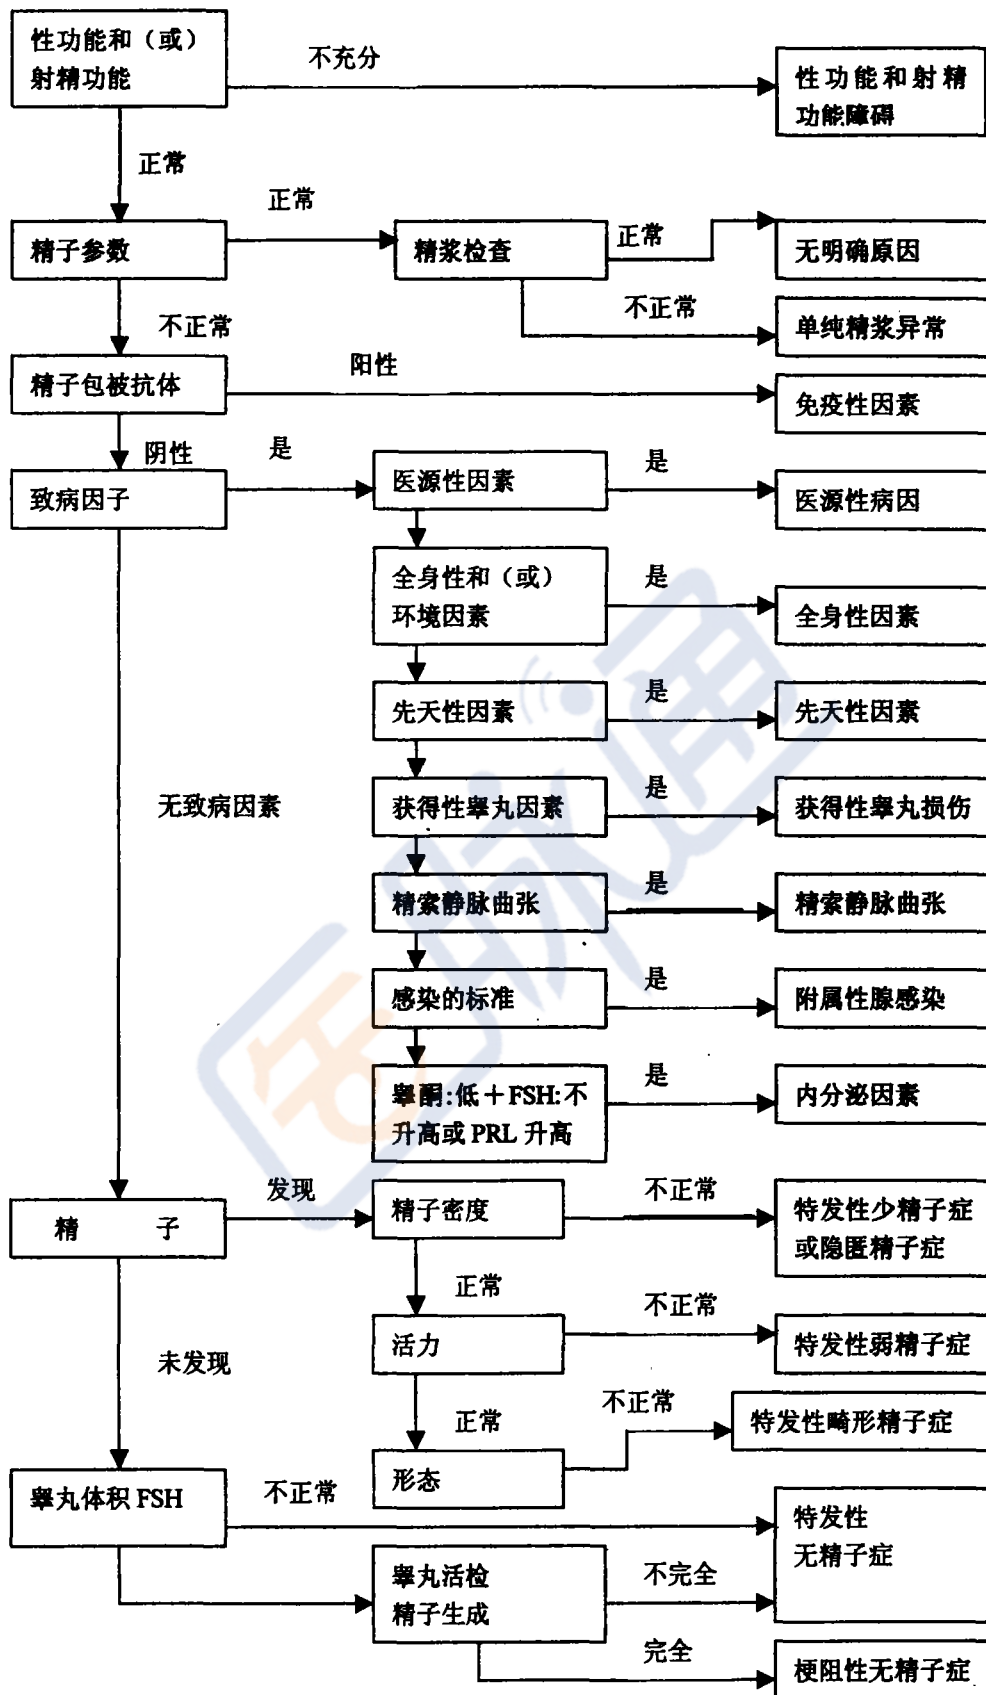 性功能和（或）
射精功能
不充分
性功能和射精
功能障碍
正常
正常
精子参数
精浆检查
正常
无明确原因
不正常
不正常
单纯精浆异常
精子包被抗体
阳性
免疫性因素
阴性
是
致病因子
医源性因素
是
医源性病因
全身性和（或）
环境因素
是
全身性因素
先天性因素
是
先天性因素
无致病因素
获得性睾丸因素
是
获得性睾丸损伤
精索静脉曲张
是
精索静脉曲张
感染的标准
是
附属性腺感染
睾酮:低＋FSH:不
升高或 PRL 升高
是
内分泌因素
精 子
发现
精子密度
不正常
特发性少精子症
或隐匿精子症
正常
活力
不正常
特发性弱精子症
未发现
正常
不正常
特发性畸形精子症
形态
睾丸体积 FSH
不正常
特发性
无精子症
睾丸活检
精子生成
不完全
完全
梗阻性无精子症
医脉通